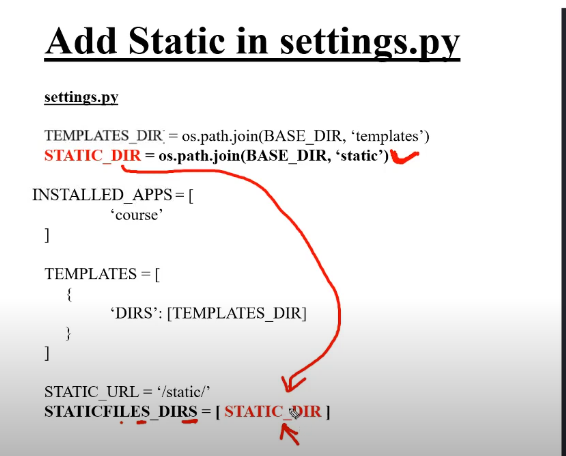 Add Static in settings.py
settings.py
TEMPLATES_DIR = os.path.join(BASE_DIR, ‘templates’)
STATIC_DIR = os.path.join(BASE_DIR, ‘static’)
INSTALLED_APPS = [
‘course’
]
TEMPLATES = [
{
‘DIRS’: [TEMPLATES_DIR]
}
]
STATIC_URL = ‘/static/’
STATICFILES_DIRS = [ STATIC_DIR ]